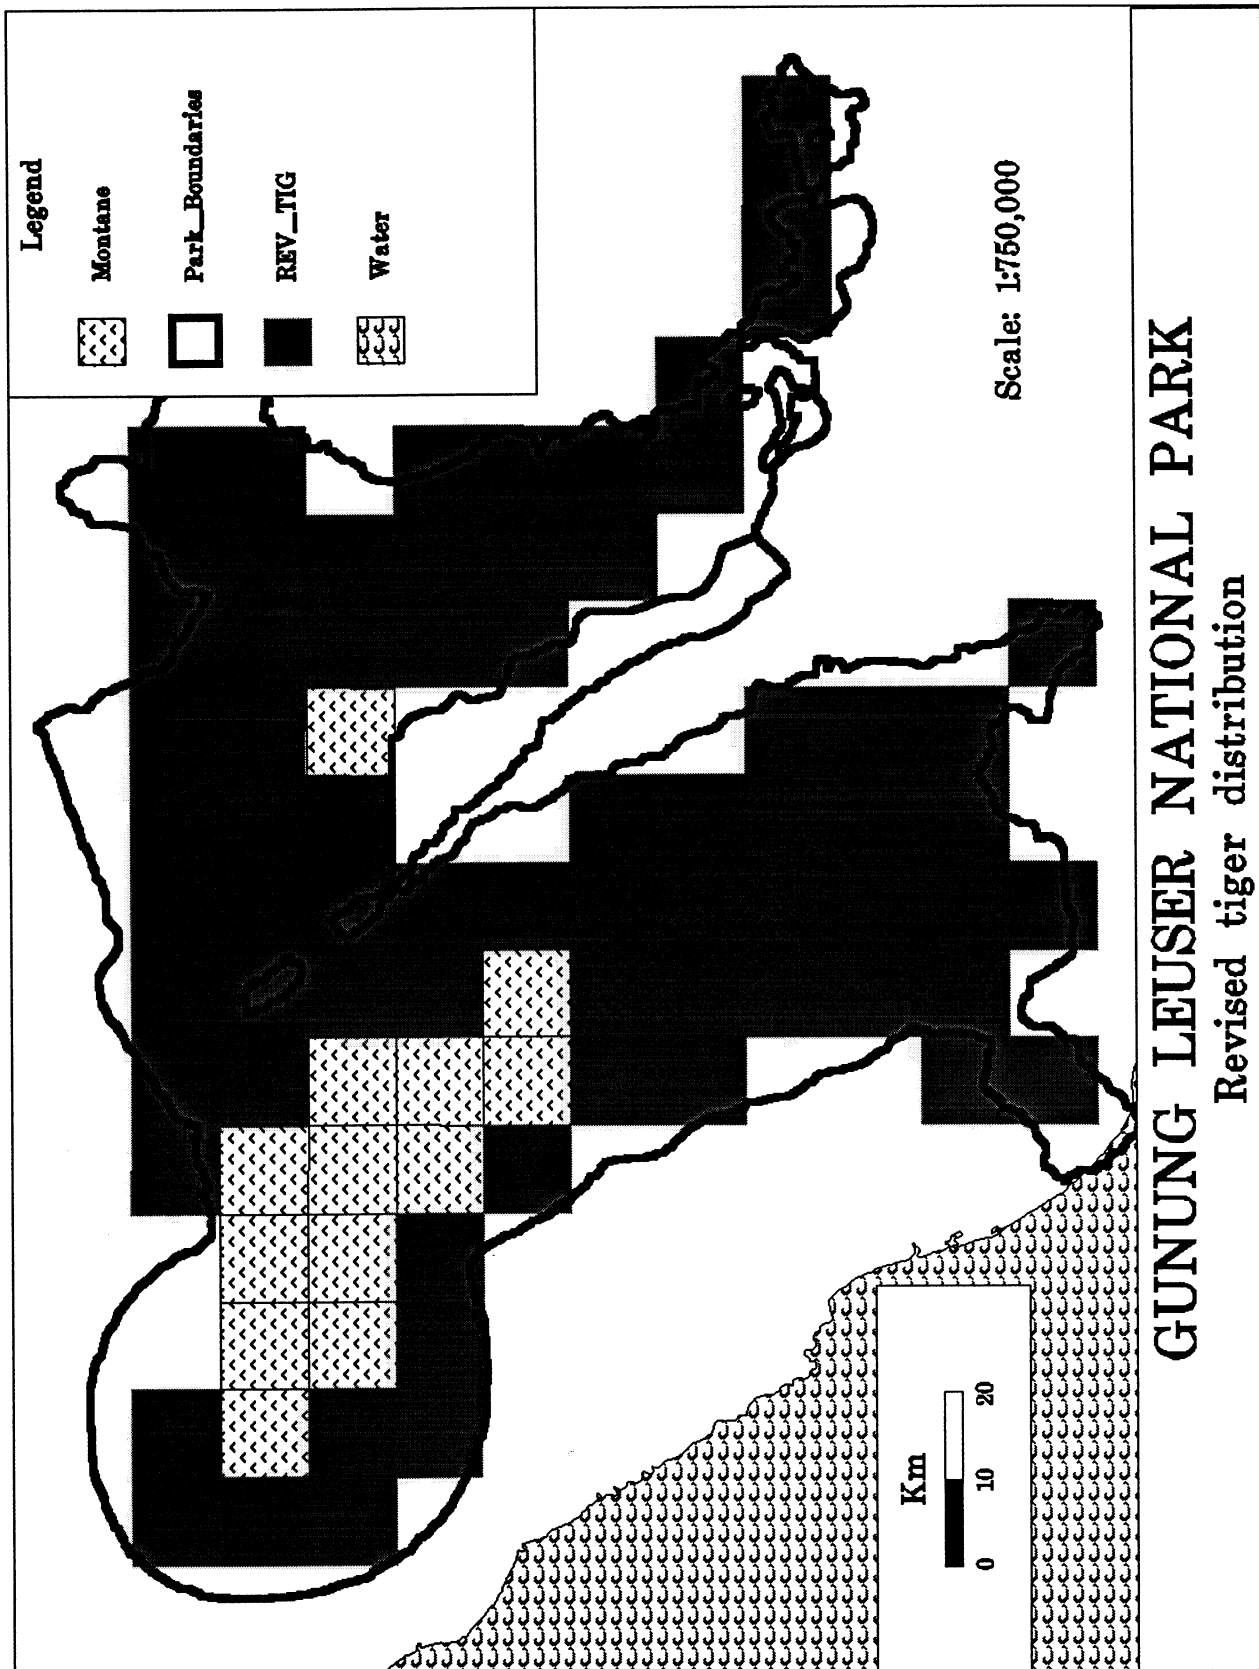 Legend
Montane
Park_Boundaries
REV_TIG
Water
Scale: 1:750,000
Km
0 10 20
GUNUNG LEUSER NATIONAL PARK
Revised tiger distribution